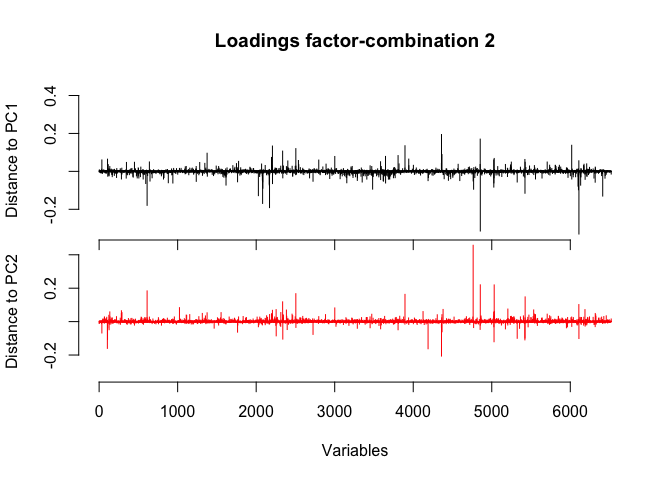 Loadings factor-combination 2
Distance to PC1
0.4
0.2
-0.2
Distance to PC2
0.2
-0.2
0 1000 2000 3000 4000 5000 6000
Variables